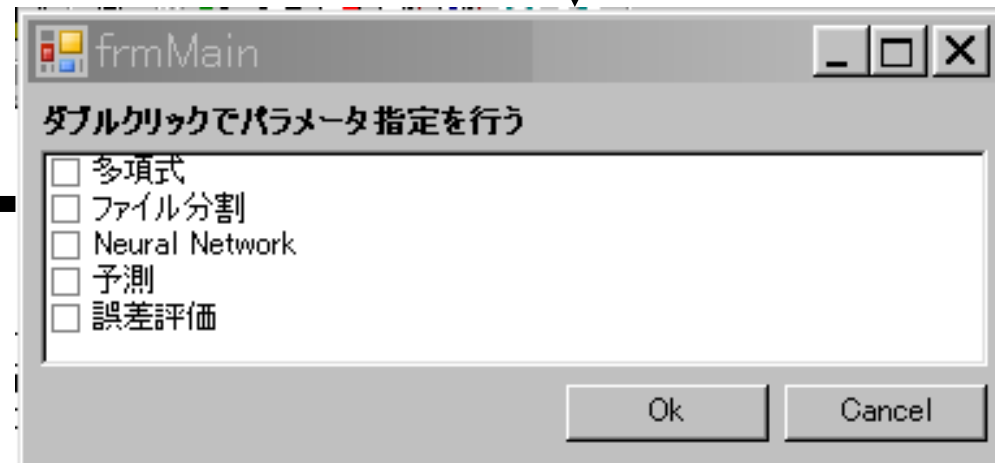 frmMain
ダブルクリックでパラメータ指定を行う
多項式
ファイル分割
Neural Network
予測
誤差評価
Ok Cancel